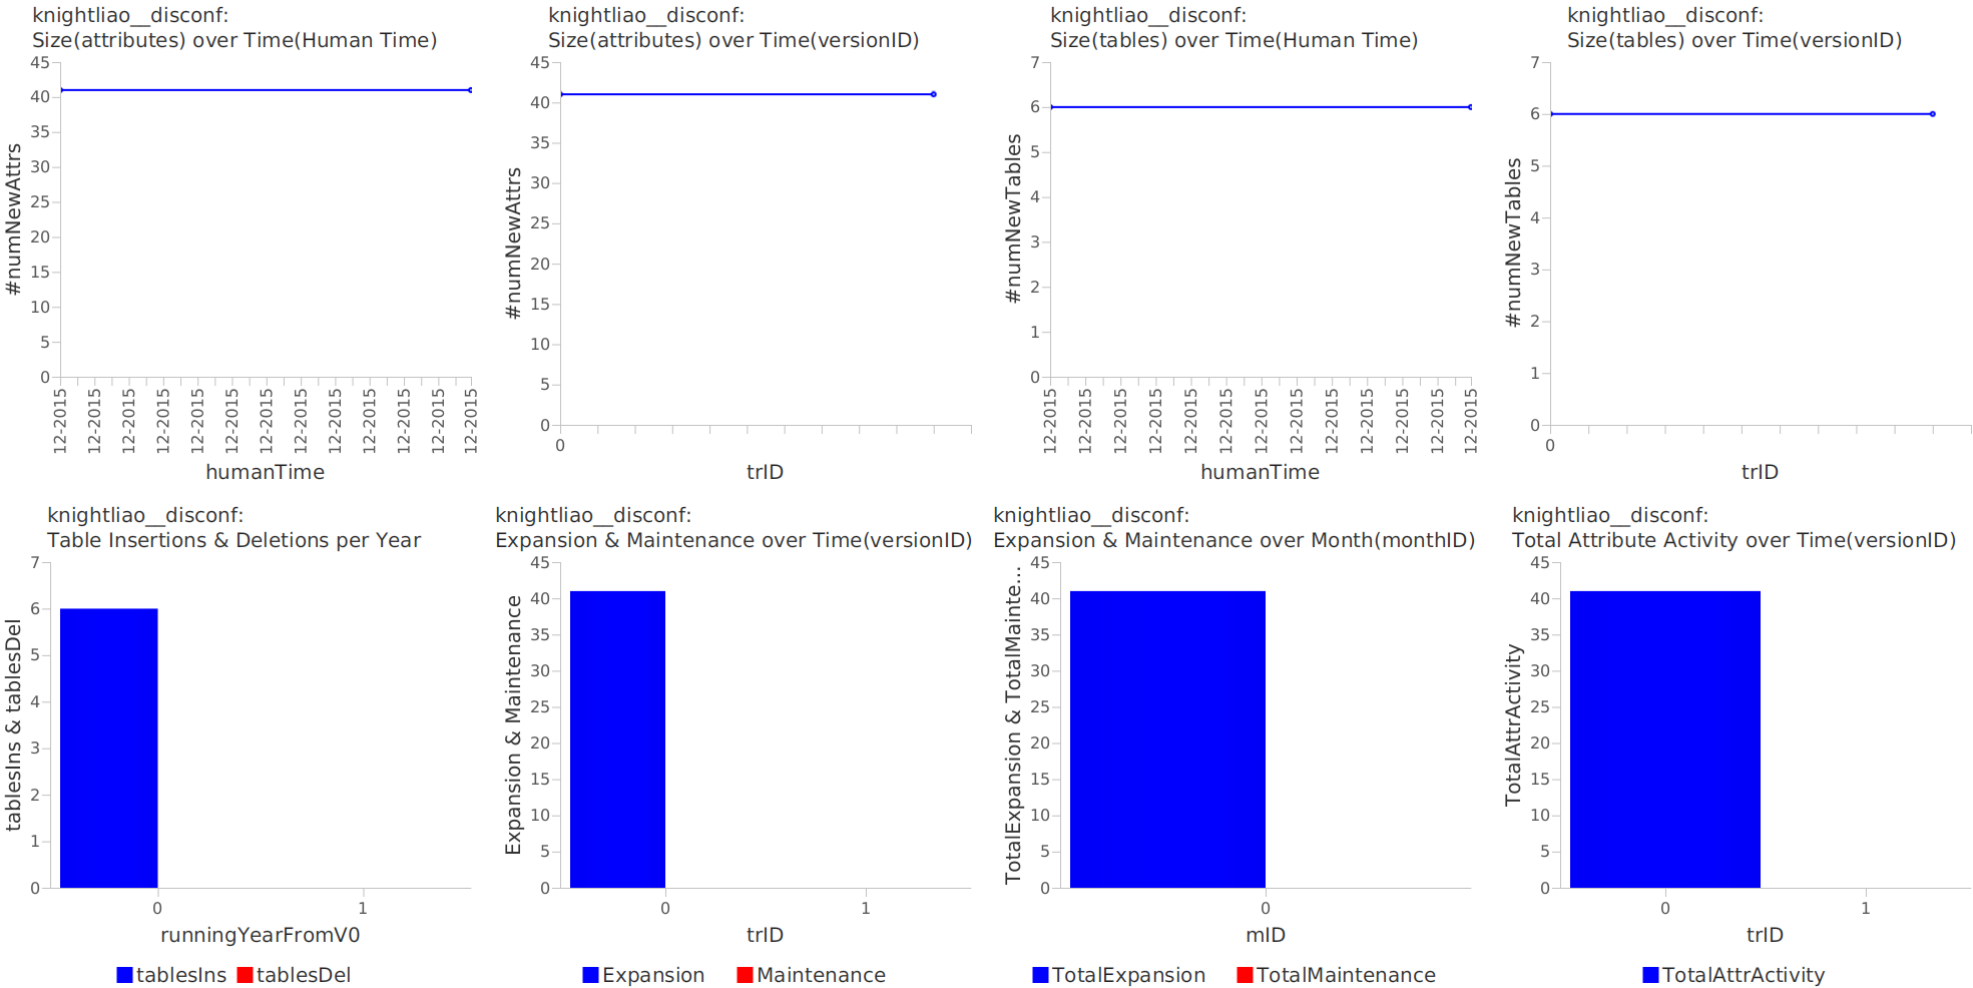 knightliao__disconf:
Size(attributes) over Time(Human Time)
45
40
35
30
25
20
15
10
5
0
#numNewAttrs
12-2015 12-2015 12-2015 12-2015 12-2015 12-2015 12-2015 12-2015 12-2015 12-2015 12-2015 12-2015 12-2015
humanTime
knightliao__disconf:
Size(attributes) over Time(versionID)
45
40
35
30
25
20
15
10
5
0
#numNewAttrs
0
trID
knightliao__disconf:
Size(tables) over Time(Human Time)
7
6
5
4
3
2
1
0
#numNewTables
12-2015 12-2015 12-2015 12-2015 12-2015 12-2015 12-2015 12-2015 12-2015 12-2015 12-2015 12-2015 12-2015
humanTime
knightliao__disconf:
Size(tables) over Time(versionID)
7
6
5
4
3
2
1
0
#numNewTables
0
trID
knightliao__disconf:
Table Insertions & Deletions per Year
7
6
5
4
3
2
1
0
tablesIns & tablesDel
0 1
runningYearFromV0
tablesIns tablesDel
knightliao__disconf:
Expansion & Maintenance over Time(versionID)
45
40
35
30
25
20
15
10
5
0
Expansion & Maintenance
0 1
trID
Expansion Maintenance
knightliao__disconf:
Expansion & Maintenance over Month(monthID)
45
40
35
30
25
20
15
10
5
0
TotalExpansion & TotalMainte...
0
mID
TotalExpansion TotalMaintenance
knightliao__disconf:
Total Attribute Activity over Time(versionID)
45
40
35
30
25
20
15
10
5
0
TotalAttrActivity
0 1
trID
TotalAttrActivity